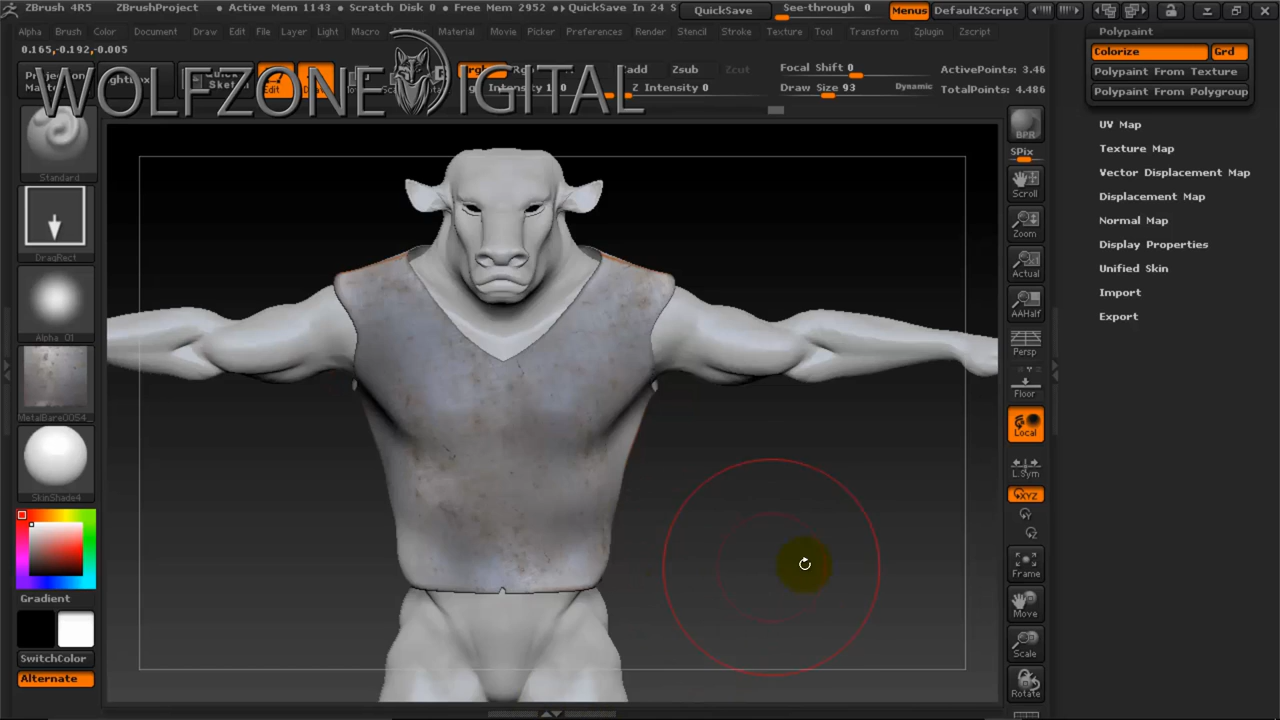 ZBrush 4R5 ZBrushProject • Active Mem 1143 • Scratch Disk 0 • Free Mem 2952 • QuickSave In 24 S QuickSave See-through 0 Menus DefaultZScript
Alpha Brush Color Document Draw Edit File Layer Light Macro Material Movie Picker Preferences Render Stencil Stroke Texture Tool Transform Zplugin Zscript
0.165,-0.192,-0.005
WOLFZONE DIGITAL
Edit
Zadd Zsub Zcut
Intensity
Z Intensity 0
Focal Shift 0
Draw Size 93 Dynamic
ActivePoints: 3.46
TotalPoints: 4.486
Standard
DragRect
Alpha 01
MetalBare0054_
SkinShade4
Gradient
SwitchColor
Alternate
BPR
SPix
Scroll
Zoom
Actual
AAHalf
Persp
Floor
Local
L.Sym
XYZ
Frame
Move
Scale
Rotate
Polypaint
Colorize Grd
Polypaint From Texture
Polypaint From Polygroup
UV Map
Texture Map
Vector Displacement Map
Displacement Map
Normal Map
Display Properties
Unified Skin
Import
Export